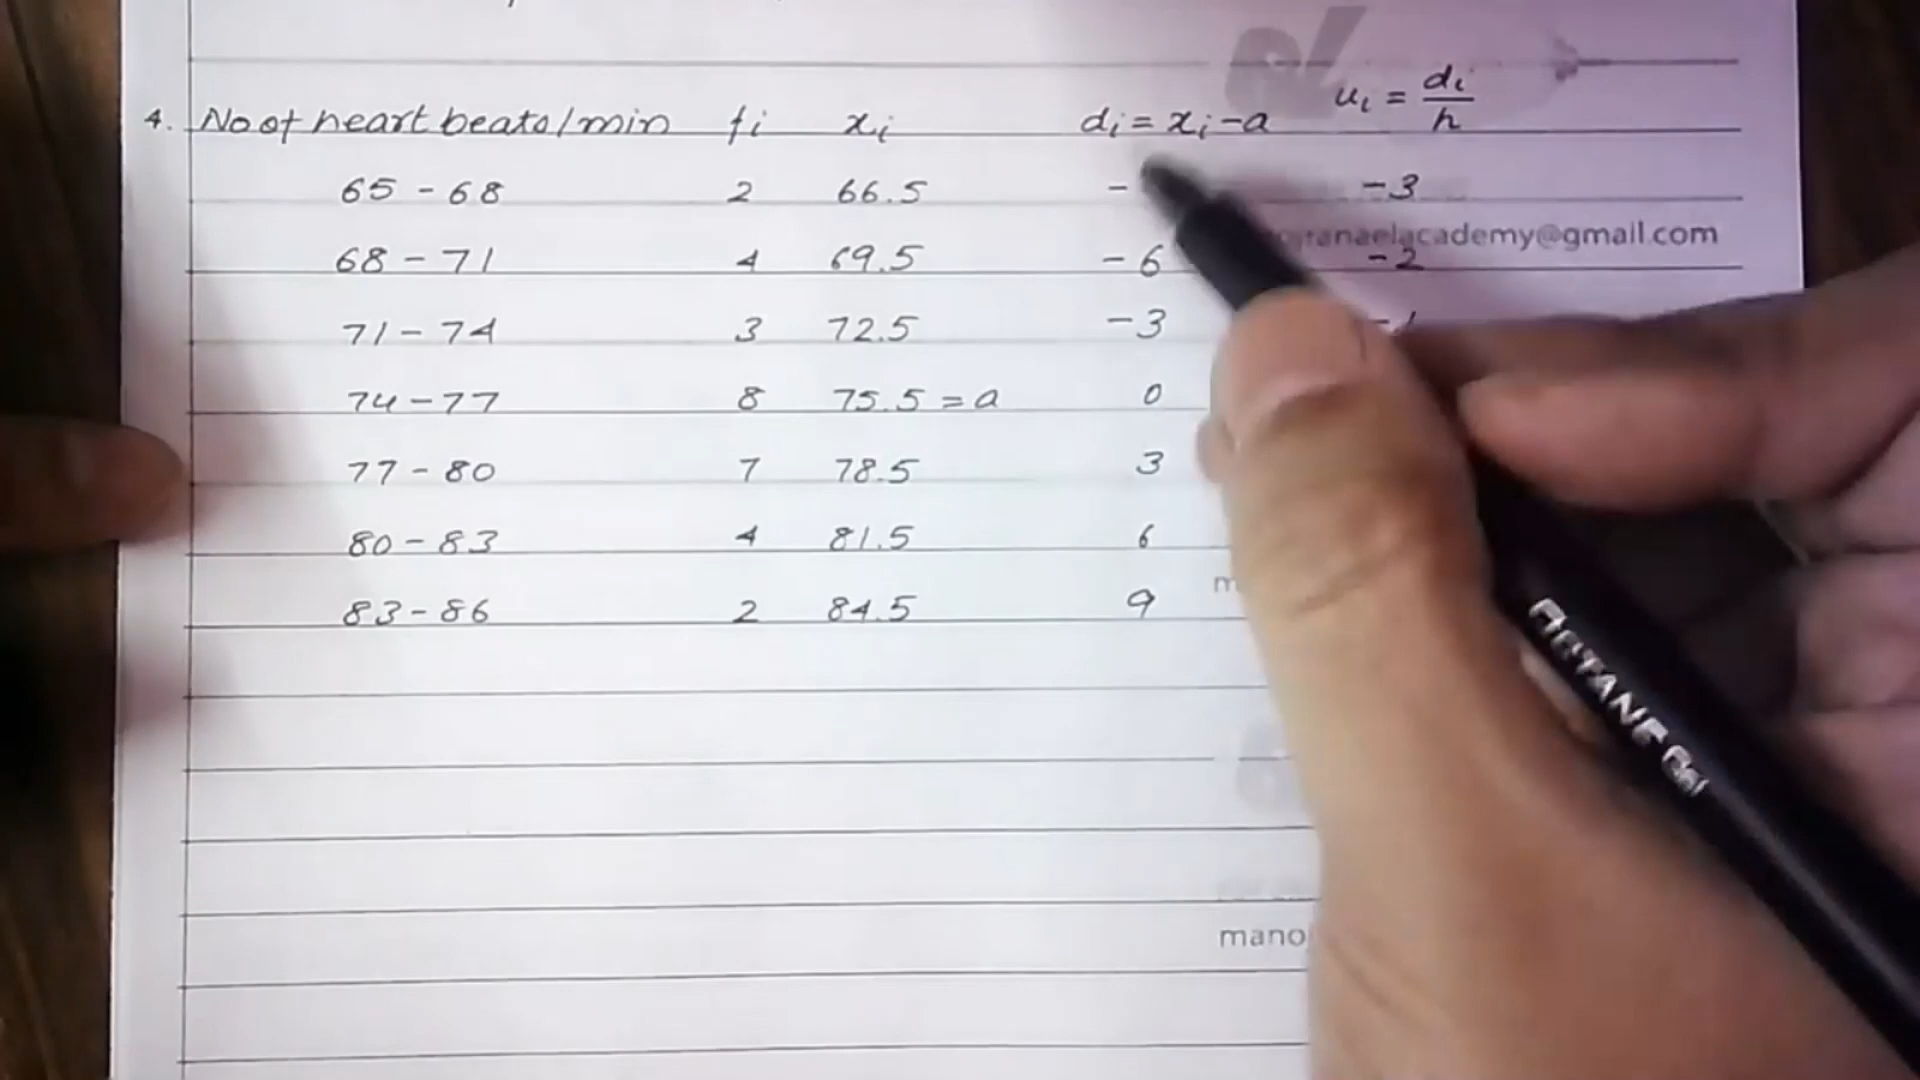 4. No of heart beats/min fi xi di = xi - a ui = di/h
65 - 68 2 66.5 - -3
ranaelacademy@gmail.com
68 - 71 4 69.5 -6 -2
71 - 74 3 72.5 -3 -1
74 - 77 8 75.5 = a 0
77 - 80 7 78.5 3
80 - 83 4 81.5 6
83 - 86 2 84.5 9
mano